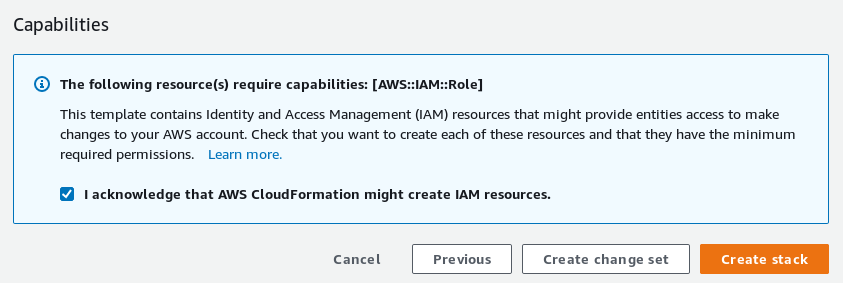 Capabilities
The following resource(s) require capabilities: [AWS::IAM::Role]
This template contains Identity and Access Management (IAM) resources that might provide entities access to make
changes to your AWS account. Check that you want to create each of these resources and that they have the minimum
required permissions. Learn more.
I acknowledge that AWS CloudFormation might create IAM resources.
Cancel Previous Create change set Create stack